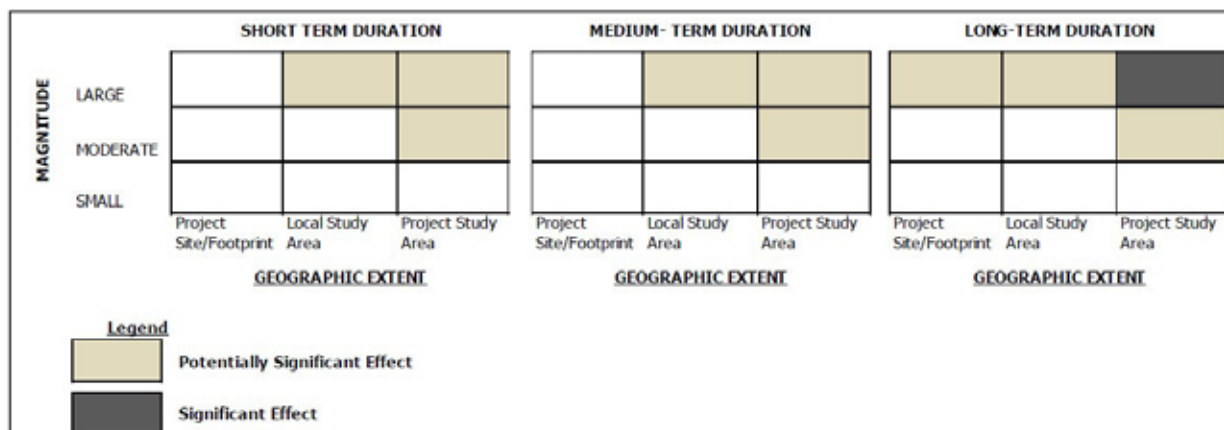 SHORT TERM DURATION
MEDIUM- TERM DURATION
LONG-TERM DURATION
MAGNITUDE
LARGE
MODERATE
SMALL
Project
Site/Footprint
Local Study
Area
Project Study
Area
Project
Site/Footprint
Local Study
Area
Project Study
Area
Project
Site/Footprint
Local Study
Area
Project Study
Area
GEOGRAPHIC EXTENT
GEOGRAPHIC EXTENT
GEOGRAPHIC EXTENT
Legend
Potentially Significant Effect
Significant Effect